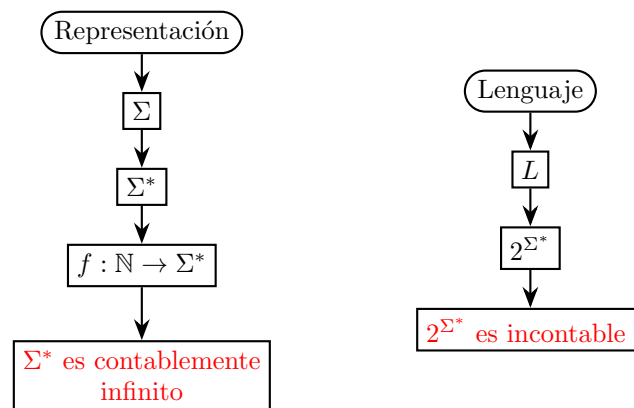 Representación
Σ
Σ*
f : ℕ → Σ*
Σ* es contablemente
infinito
Lenguaje
L
2^{Σ*}
2^{Σ*} es incontable